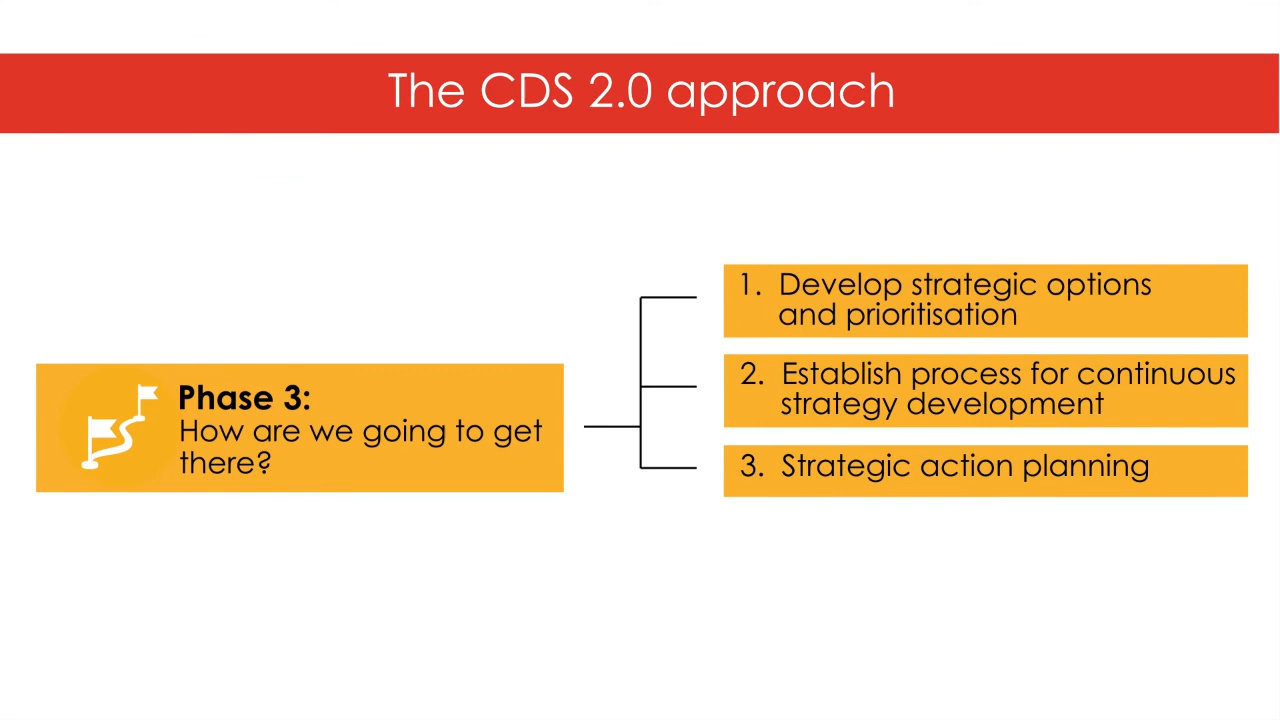 The CDS 2.0 approach
Phase 3:
How are we going to get
there?
1. Develop strategic options
and prioritisation
2. Establish process for continuous
strategy development
3. Strategic action planning